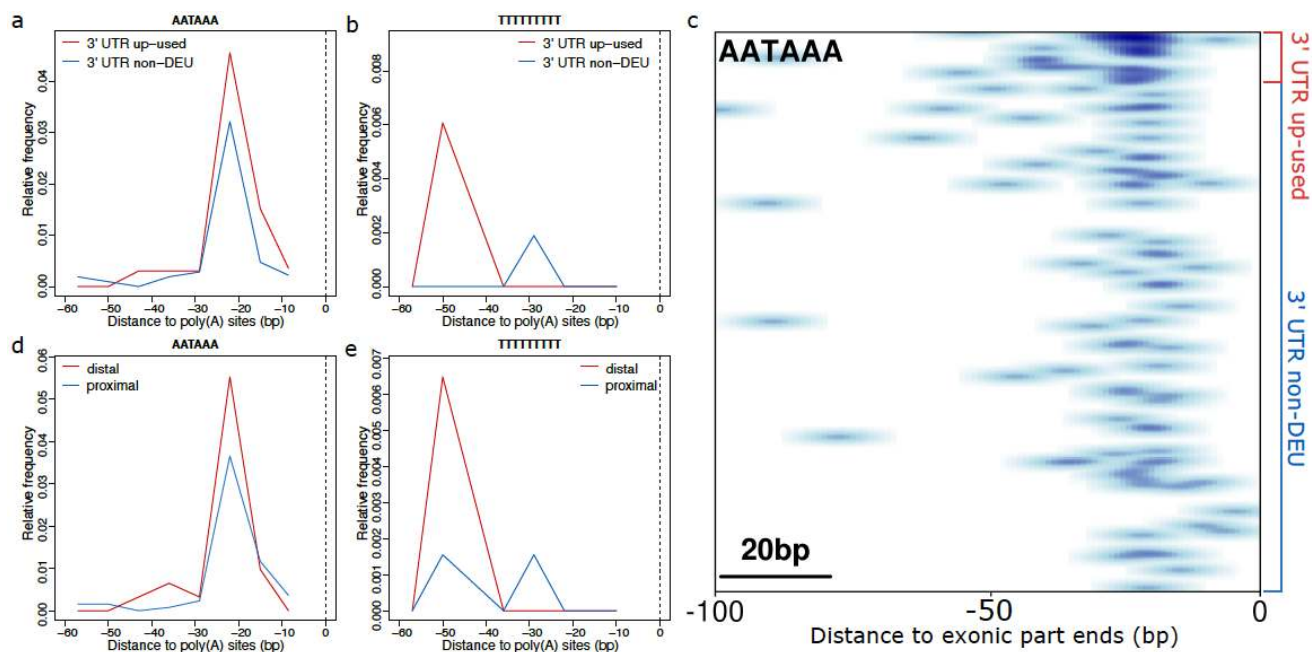 a
AATAAA
3' UTR up-used
3' UTR non-DEU
Relative frequency
0.00 0.01 0.02 0.03 0.04
-60 -50 -40 -30 -20 -10 0
Distance to poly(A) sites (bp)
b
TTTTTTTTT
3' UTR up-used
3' UTR non-DEU
Relative frequency
0.000 0.002 0.004 0.006 0.008
-60 -50 -40 -30 -20 -10 0
Distance to poly(A) sites (bp)
c
AATAAA
20bp
-100 -50 0
Distance to exonic part ends (bp)
3' UTR up-used
3' UTR non-DEU
d
AATAAA
distal
proximal
Relative frequency
0.00 0.01 0.02 0.03 0.04 0.05 0.06
-60 -50 -40 -30 -20 -10 0
Distance to poly(A) sites (bp)
e
TTTTTTTTT
distal
proximal
Relative frequency
0.000 0.001 0.002 0.003 0.004 0.005 0.006 0.007
-60 -50 -40 -30 -20 -10 0
Distance to poly(A) sites (bp)